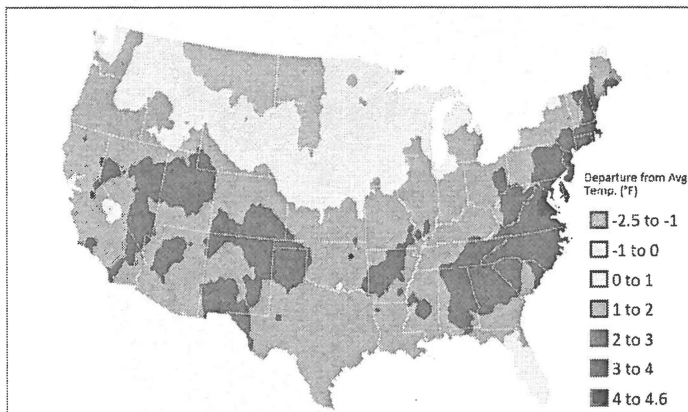 Departure from Avg
Temp. (°F)
-2.5 to -1
-1 to 0
0 to 1
1 to 2
2 to 3
3 to 4
4 to 4.6